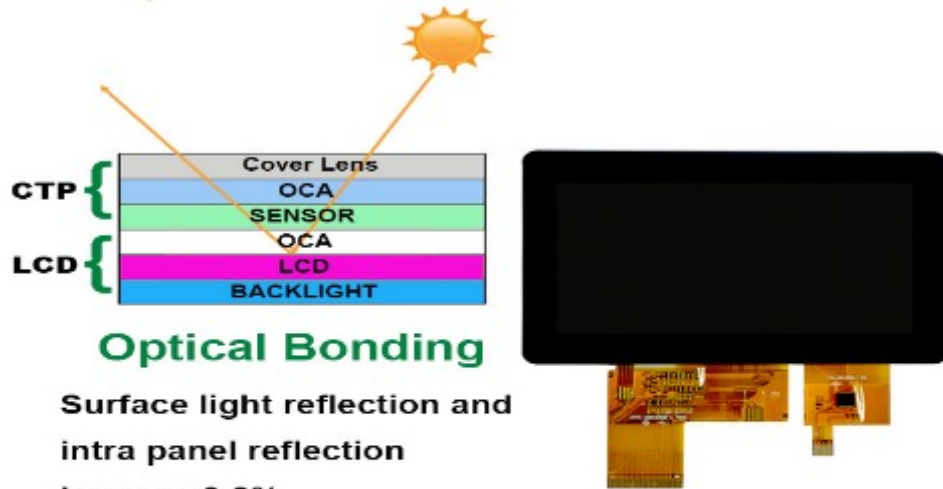 Cover Lens
CTP
OCA
SENSOR
OCA
LCD
LCD
BACKLIGHT
Optical Bonding
Surface light reflection and
intra panel reflection